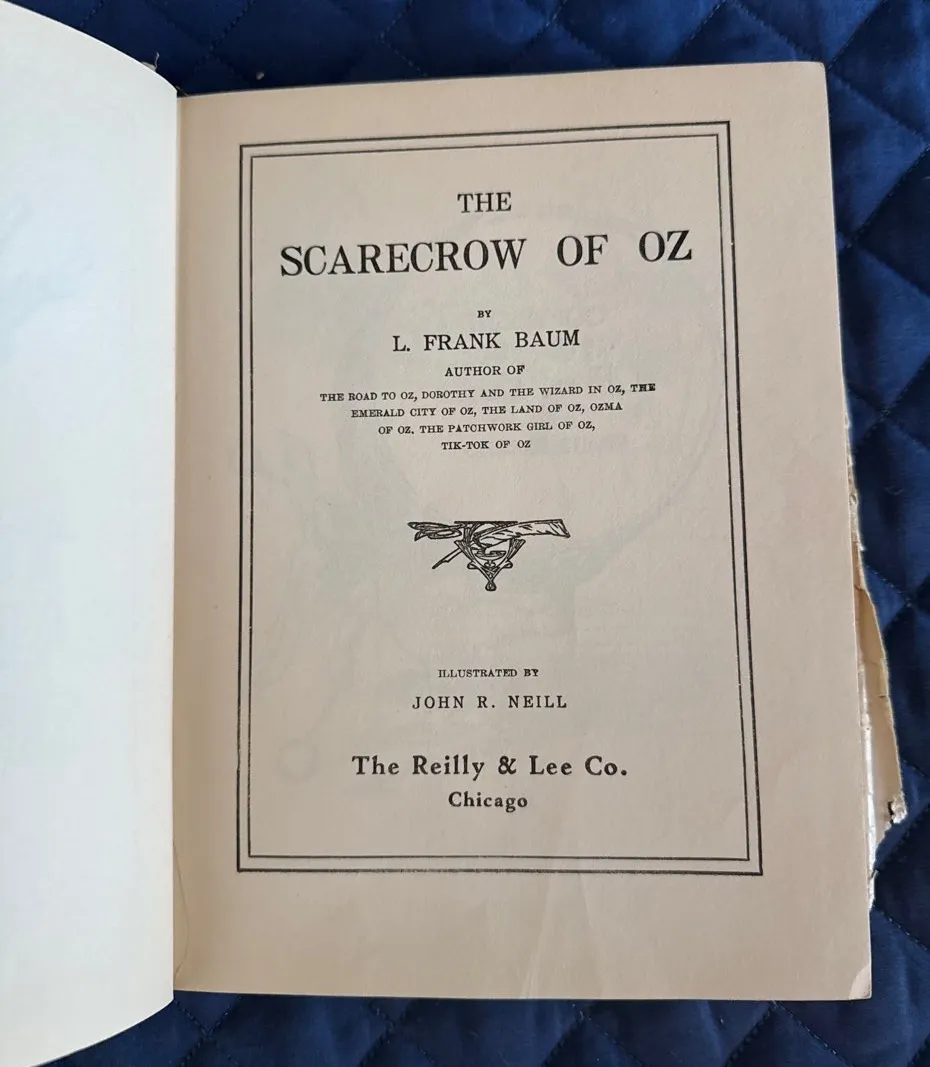 THE
SCARECROW OF OZ
BY
L. FRANK BAUM
AUTHOR OF
THE ROAD TO OZ, DOROTHY AND THE WIZARD IN OZ, THE
EMERALD CITY OF OZ, THE LAND OF OZ, OZMA
OF OZ. THE PATCHWORK GIRL OF OZ,
TIK-TOK OF OZ
ILLUSTRATED BY
JOHN R. NEILL
The Reilly & Lee Co.
Chicago